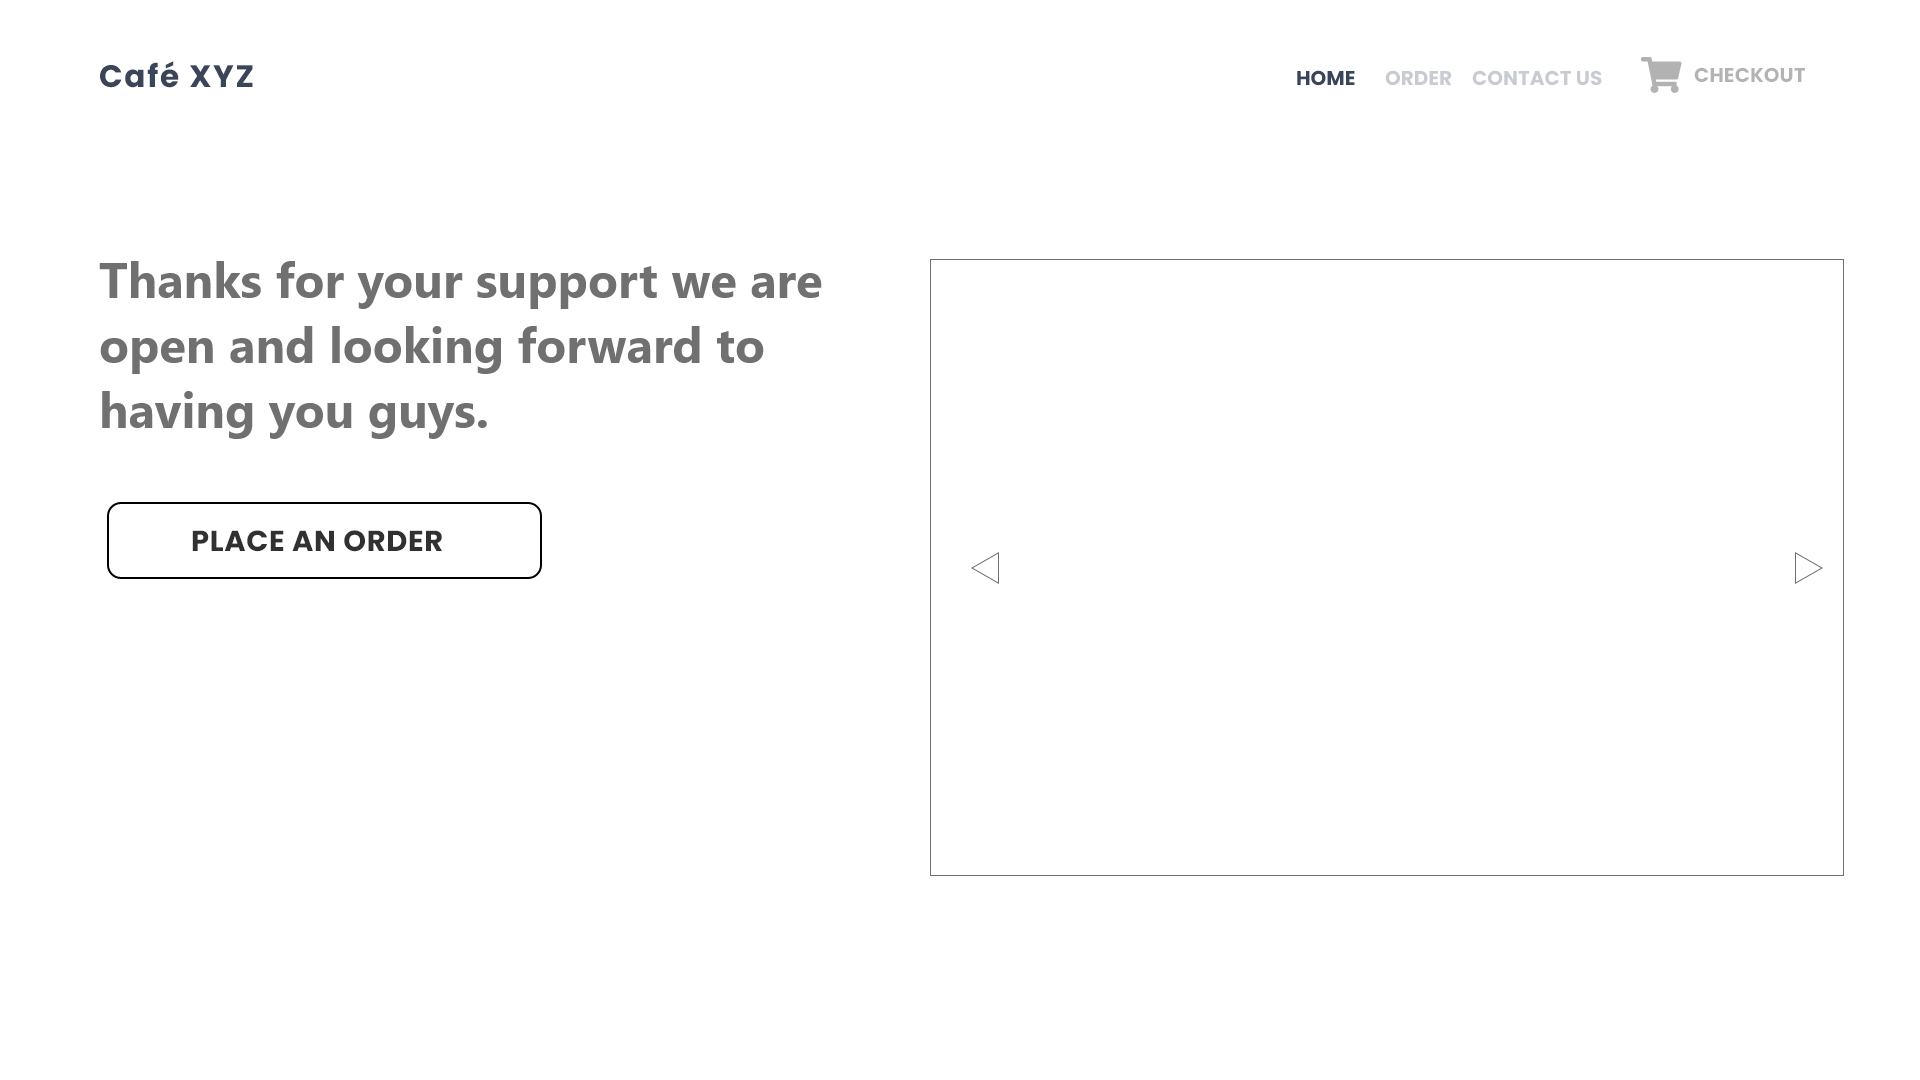 Café XYZ
HOME ORDER CONTACT US CHECKOUT
Thanks for your support we are
open and looking forward to
having you guys.
PLACE AN ORDER